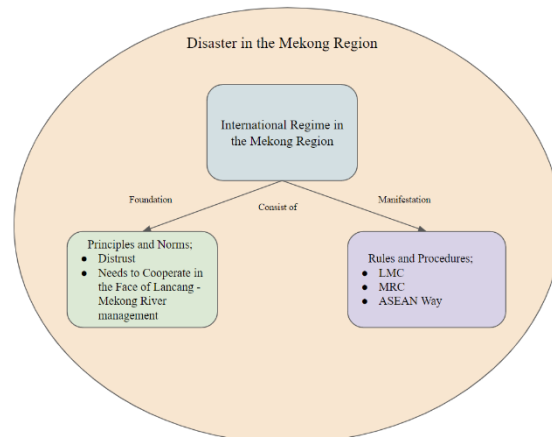 Disaster in the Mekong Region
International Regime in
the Mekong Region
Foundation
Consist of
Manifestation
Principles and Norms;
● Distrust
● Needs to Cooperate in
the Face of Lancang -
Mekong River
management
Rules and Procedures;
● LMC
● MRC
● ASEAN Way